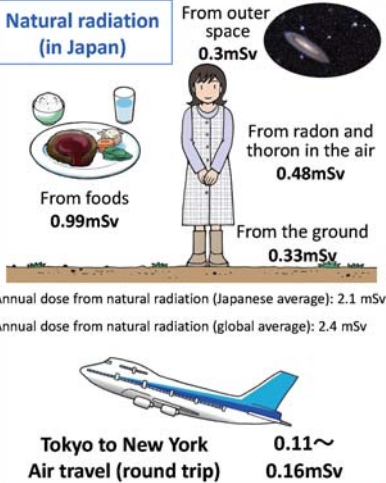 Natural radiation
(in Japan)
From outer
space
0.3mSv
From foods
0.99mSv
From radon and
thoron in the air
0.48mSv
From the ground
0.33mSv
Annual dose from natural radiation (Japanese average): 2.1 mSv
Annual dose from natural radiation (global average): 2.4 mSv
Tokyo to New York 0.11～
Air travel (round trip) 0.16mSv